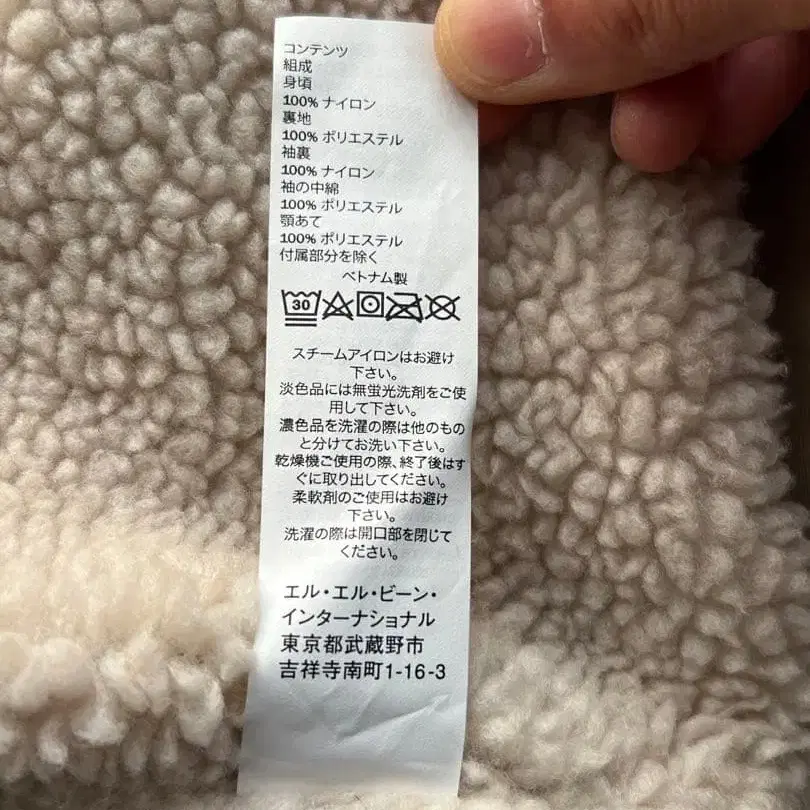 コンテンツ
組成
身頃
100% ナイロン
裏地
100% ポリエステル
袖裏
100% ナイロン
袖の中綿
100% ポリエステル
顎あて
100% ポリエステル
付属部分を除く
ベトナム製
30
スチームアイロンはお避け
下さい。
淡色品には無蛍光洗剤をご使
用して下さい。
濃色品を洗濯の際は他のもの
と分けてお洗い下さい。
乾燥機ご使用の際、終了後はす
ぐに取り出してください。
柔軟剤のご使用はお避け
下さい。
洗濯の際は開口部を閉じて
ください。
エル・エル・ビーン・
インターナショナル
東京都武蔵野市
吉祥寺南町1-16-3